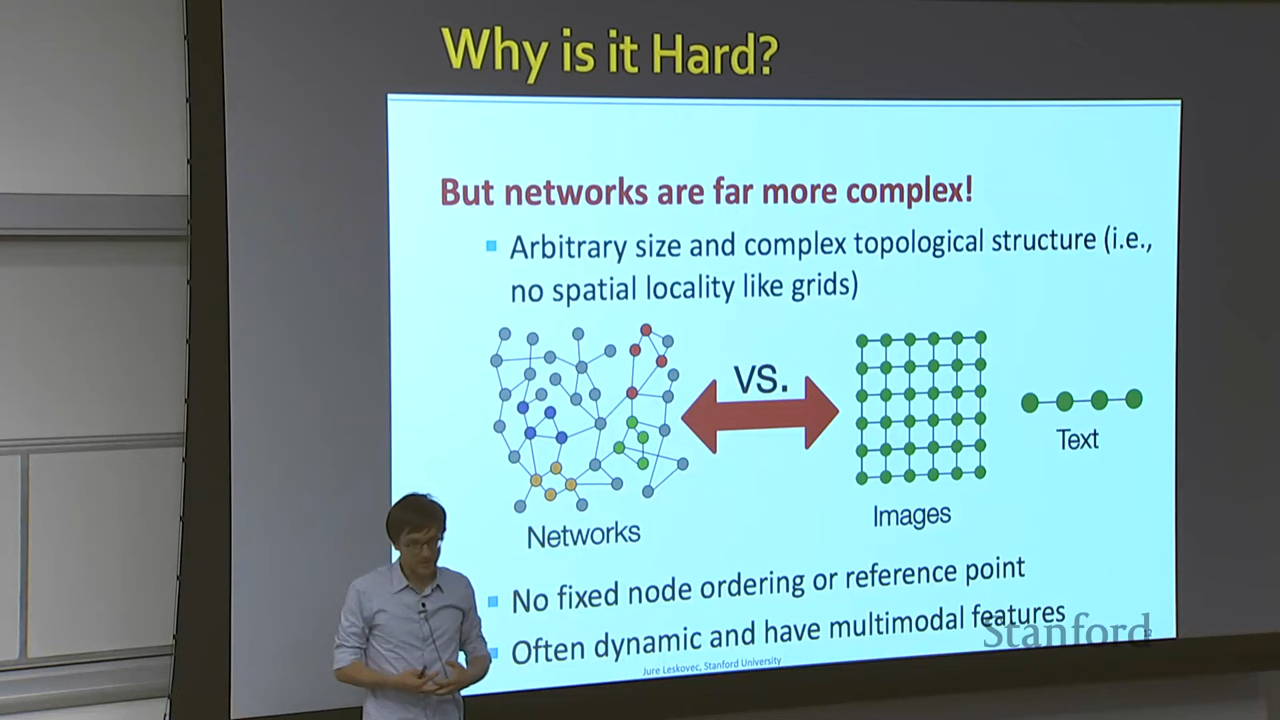 Why is it Hard?
But networks are far more complex!
Arbitrary size and complex topological structure (i.e.,
no spatial locality like grids)
VS.
Text
Images
Networks
No fixed node ordering or reference point
Often dynamic and have multimodal features
Stanford
Jure Leskovec, Stanford University